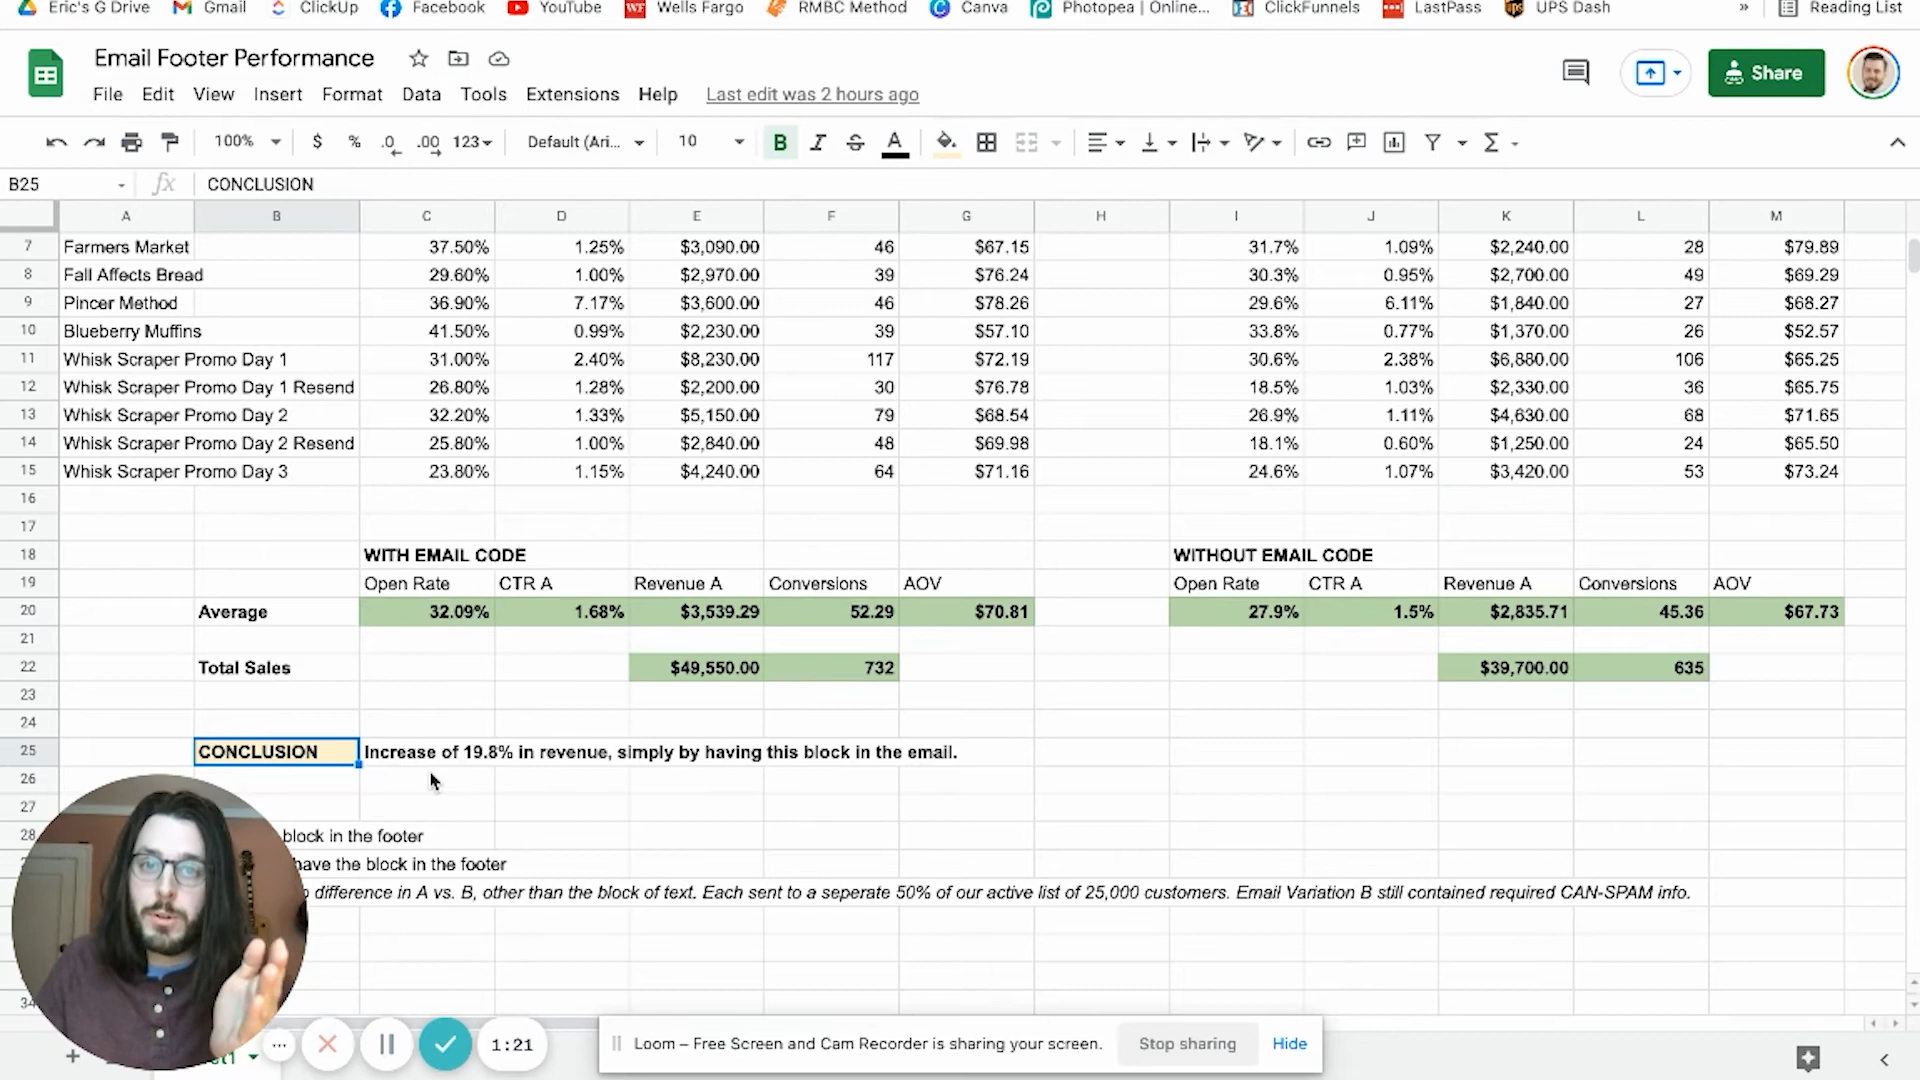 Eric's G Drive Gmail ClickUp Facebook YouTube Wells Fargo RMBC Method Canva Photopea | Online... ClickFunnels LastPass UPS Dash » Reading List
Email Footer Performance
Share
File Edit View Insert Format Data Tools Extensions Help Last edit was 2 hours ago
100% $ % .0 .00 123 Default (Ari... 10 B I S A
B25 fx CONCLUSION
A B C D E F G H I J K L M
7 Farmers Market 37.50% 1.25% $3,090.00 46 $67.15 31.7% 1.09% $2,240.00 28 $79.89
8 Fall Affects Bread 29.60% 1.00% $2,970.00 39 $76.24 30.3% 0.95% $2,700.00 49 $69.29
9 Pincer Method 36.90% 7.17% $3,600.00 46 $78.26 29.6% 6.11% $1,840.00 27 $68.27
10 Blueberry Muffins 41.50% 0.99% $2,230.00 39 $57.10 33.8% 0.77% $1,370.00 26 $52.57
11 Whisk Scraper Promo Day 1 31.00% 2.40% $8,230.00 117 $72.19 30.6% 2.38% $6,880.00 106 $65.25
12 Whisk Scraper Promo Day 1 Resend 26.80% 1.28% $2,200.00 30 $76.78 18.5% 1.03% $2,330.00 36 $65.75
13 Whisk Scraper Promo Day 2 32.20% 1.33% $5,150.00 79 $68.54 26.9% 1.11% $4,630.00 68 $71.65
14 Whisk Scraper Promo Day 2 Resend 25.80% 1.00% $2,840.00 48 $69.98 18.1% 0.60% $1,250.00 24 $65.50
15 Whisk Scraper Promo Day 3 23.80% 1.15% $4,240.00 64 $71.16 24.6% 1.07% $3,420.00 53 $73.24
16
17
18 WITH EMAIL CODE WITHOUT EMAIL CODE
19 Open Rate CTR A Revenue A Conversions AOV Open Rate CTR A Revenue A Conversions AOV
20 Average 32.09% 1.68% $3,539.29 52.29 $70.81 27.9% 1.5% $2,835.71 45.36 $67.73
21
22 Total Sales $49,550.00 732 $39,700.00 635
23
24
25 CONCLUSION Increase of 19.8% in revenue, simply by having this block in the email.
26
27
28 block in the footer
have the block in the footer
difference in A vs. B, other than the block of text. Each sent to a seperate 50% of our active list of 25,000 customers. Email Variation B still contained required CAN-SPAM info.
34
1:21 Loom – Free Screen and Cam Recorder is sharing your screen. Stop sharing Hide